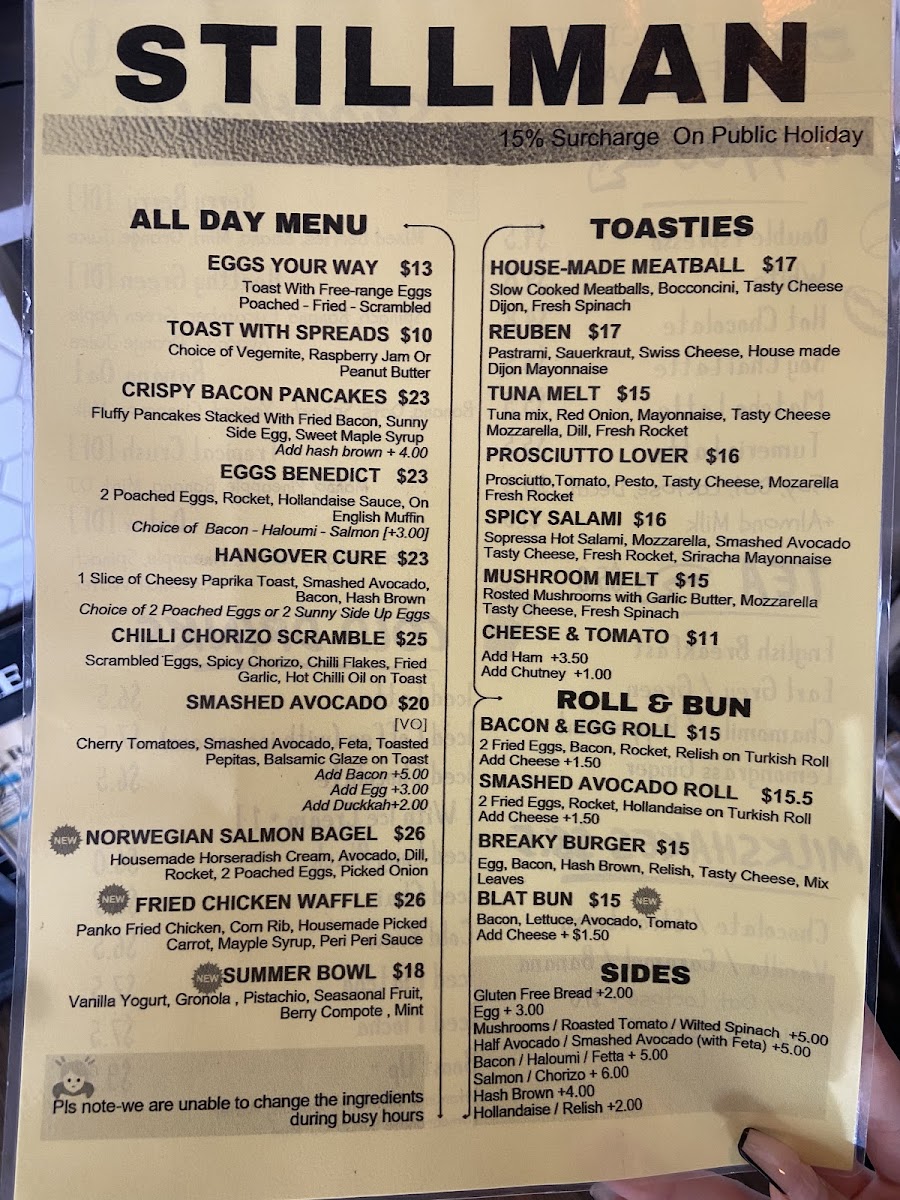 STILLMAN
15% Surcharge On Public Holiday
ALL DAY MENU
EGGS YOUR WAY $13
Toast With Free-range Eggs
Poached - Fried - Scrambled
TOAST WITH SPREADS $10
Choice of Vegemite, Raspberry Jam Or
Peanut Butter
CRISPY BACON PANCAKES $23
Fluffy Pancakes Stacked With Fried Bacon, Sunny
Side Egg, Sweet Maple Syrup
Add hash brown + 4.00
EGGS BENEDICT $23
2 Poached Eggs, Rocket, Hollandaise Sauce, On
English Muffin
Choice of Bacon - Haloumi - Salmon [+3.00]
HANGOVER CURE $23
1 Slice of Cheesy Paprika Toast, Smashed Avocado,
Bacon, Hash Brown
Choice of 2 Poached Eggs or 2 Sunny Side Up Eggs
CHILLI CHORIZO SCRAMBLE $25
Scrambled Eggs, Spicy Chorizo, Chilli Flakes, Fried
Garlic, Hot Chilli Oil on Toast
SMASHED AVOCADO $20
[VO]
Cherry Tomatoes, Smashed Avocado, Feta, Toasted
Pepitas, Balsamic Glaze on Toast
Add Bacon +5.00
Add Egg +3.00
Add Duckkah+2.00
NEW NORWEGIAN SALMON BAGEL $26
Housemade Horseradish Cream, Avocado, Dill,
Rocket, 2 Poached Eggs, Picked Onion
NEW FRIED CHICKEN WAFFLE $26
Panko Fried Chicken, Corn Rib, Housemade Picked
Carrot, Mayple Syrup, Peri Peri Sauce
NEW SUMMER BOWL $18
Vanilla Yogurt, Gronola , Pistachio, Seasaonal Fruit,
Berry Compote , Mint
Pls note-we are unable to change the ingredients
during busy hours
TOASTIES
HOUSE-MADE MEATBALL $17
Slow Cooked Meatballs, Bocconcini, Tasty Cheese
Dijon, Fresh Spinach
REUBEN $17
Pastrami, Sauerkraut, Swiss Cheese, House made
Dijon Mayonnaise
TUNA MELT $15
Tuna mix, Red Onion, Mayonnaise, Tasty Cheese
Mozzarella, Dill, Fresh Rocket
PROSCIUTTO LOVER $16
Prosciutto,Tomato, Pesto, Tasty Cheese, Mozarella
Fresh Rocket
SPICY SALAMI $16
Sopressa Hot Salami, Mozzarella, Smashed Avocado
Tasty Cheese, Fresh Rocket, Sriracha Mayonnaise
MUSHROOM MELT $15
Rosted Mushrooms with Garlic Butter, Mozzarella
Tasty Cheese, Fresh Spinach
CHEESE & TOMATO $11
Add Ham +3.50
Add Chutney +1.00
ROLL & BUN
BACON & EGG ROLL $15
2 Fried Eggs, Bacon, Rocket, Relish on Turkish Roll
Add Cheese +1.50
SMASHED AVOCADO ROLL $15.5
2 Fried Eggs, Rocket, Hollandaise on Turkish Roll
Add Cheese +1.50
BREAKY BURGER $15
Egg, Bacon, Hash Brown, Relish, Tasty Cheese, Mix
Leaves
BLAT BUN $15 NEW
Bacon, Lettuce, Avocado, Tomato
Add Cheese + $1.50
SIDES
Gluten Free Bread +2.00
Egg + 3.00
Mushrooms / Roasted Tomato / Wilted Spinach +5.00
Half Avocado / Smashed Avocado (with Feta) +5.00
Bacon / Haloumi / Fetta + 5.00
Salmon / Chorizo + 6.00
Hash Brown +4.00
Hollandaise / Relish +2.00